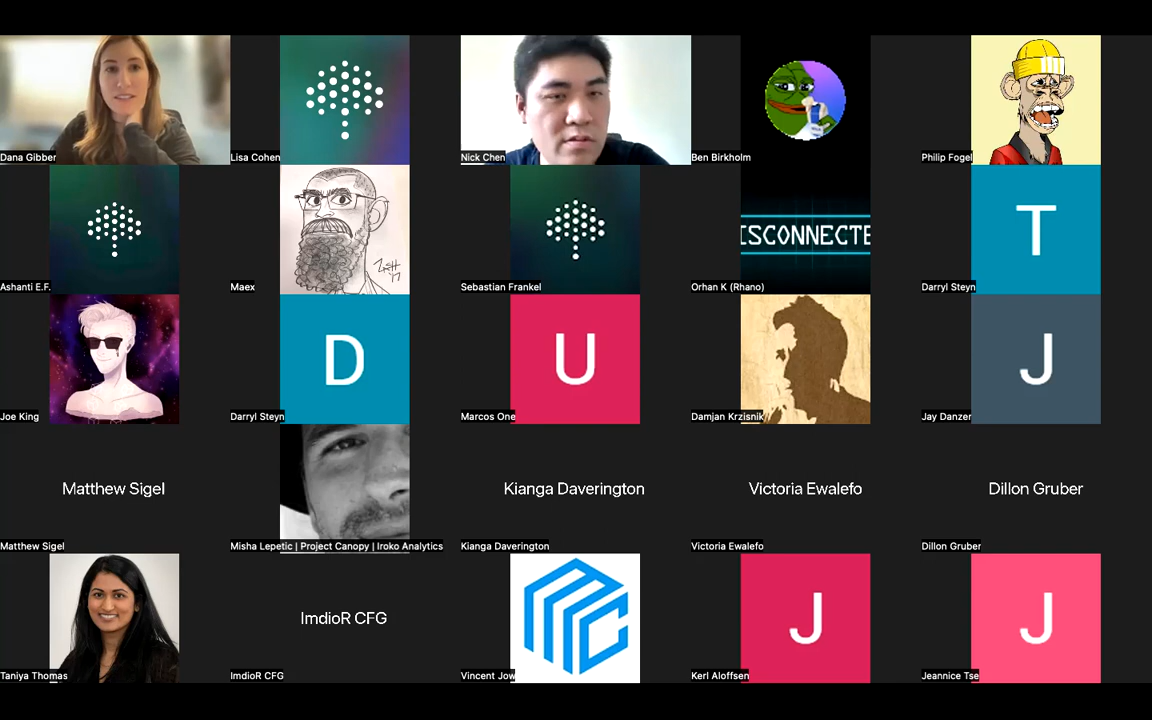 Dana Gibber
Lisa Cohen
Nick Chen
Ben Birkholm
Philip Fogel
ISCONNECTE
T
Ashanti E.F.
Maex
Sebastian Frankel
Orhan K (Rhano)
Darryl Steyn
D
U
J
Joe King
Darryl Steyn
Marcos One
Damjan Krzisnik
Jay Danzer
Matthew Sigel
Kianga Daverington
Victoria Ewalefo
Dillon Gruber
Matthew Sigel
Misha Lepetic | Project Canopy | Iroko Analytics
Kianga Daverington
Victoria Ewalefo
Dillon Gruber
ImdioR CFG
J
J
Taniya Thomas
ImdioR CFG
Vincent Jow
Kerl Aloffsen
Jeannice Tse